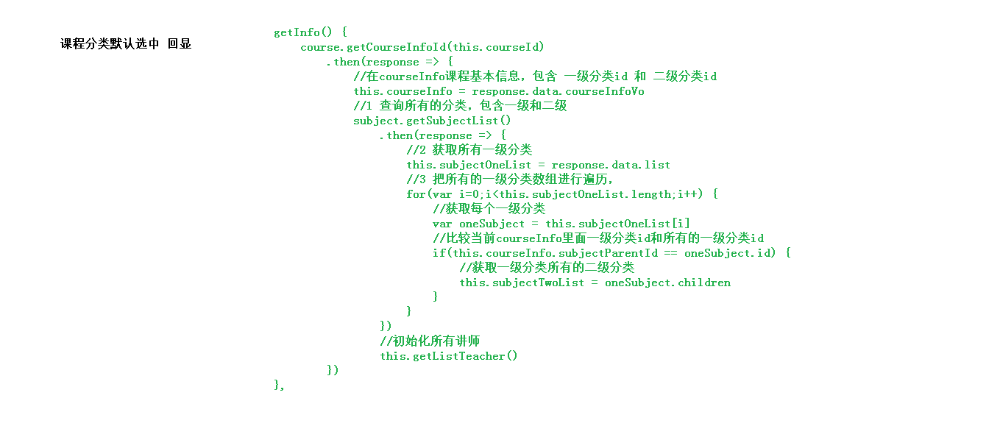 课程分类默认选中 回显
getInfo() {
course.getCourseInfoId(this.courseId)
.then(response => {
//在courseInfo课程基本信息，包含 一级分类id 和 二级分类id
this.courseInfo = response.data.courseInfoVo
//1 查询所有的分类，包含一级和二级
subject.getSubjectList()
.then(response => {
//2 获取所有一级分类
this.subjectOneList = response.data.list
//3 把所有的一级分类数组进行遍历，
for(var i=0;i<this.subjectOneList.length;i++) {
//获取每个一级分类
var oneSubject = this.subjectOneList[i]
//比较当前courseInfo里面一级分类id和所有的一级分类id
if(this.courseInfo.subjectParentId == oneSubject.id) {
//获取一级分类所有的二级分类
this.subjectTwoList = oneSubject.children
}
}
})
//初始化所有讲师
this.getListTeacher()
})
},